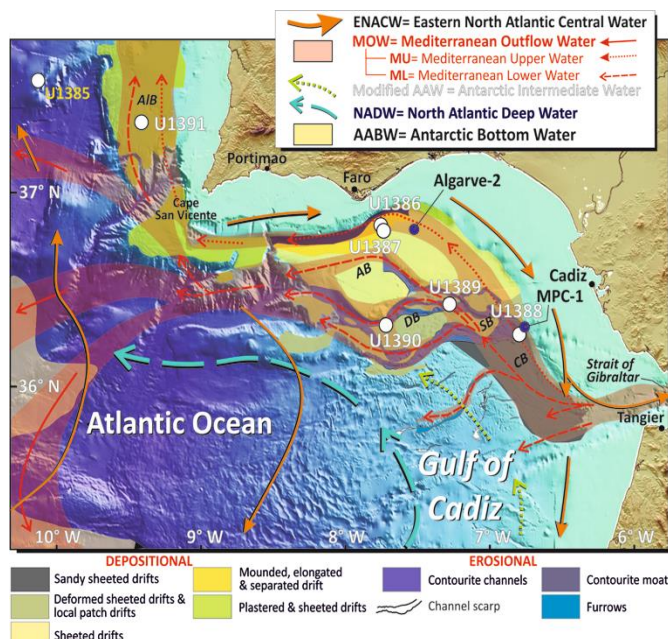 ENACW= Eastern North Atlantic Central Water
MOW= Mediterranean Outflow Water
MU= Mediterranean Upper Water
ML= Mediterranean Lower Water
Modified AAW = Antarctic Intermediate Water
NADW= North Atlantic Deep Water
AABW= Antarctic Bottom Water
U1385
AIB
U1391
Portimao
Faro
37° N
Cape
San Vicente
U1386
Algarve-2
U1387
Cadiz
MPC-1
AB
U1389
U1388
DB
SB
U1390
CB
Strait of
Gibraltar
36° N
Tangier
Atlantic Ocean
Gulf of
Cadiz
10° W
9° W
8° W
7° W
6° W
DEPOSITIONAL
EROSIONAL
Sandy sheeted drifts
Mounded, elongated
& separated drift
Contourite channels
Contourite moat
Deformed sheeted drifts &
local patch drifts
Plastered & sheeted drifts
Channel scarp
Furrows
Sheeted drifts